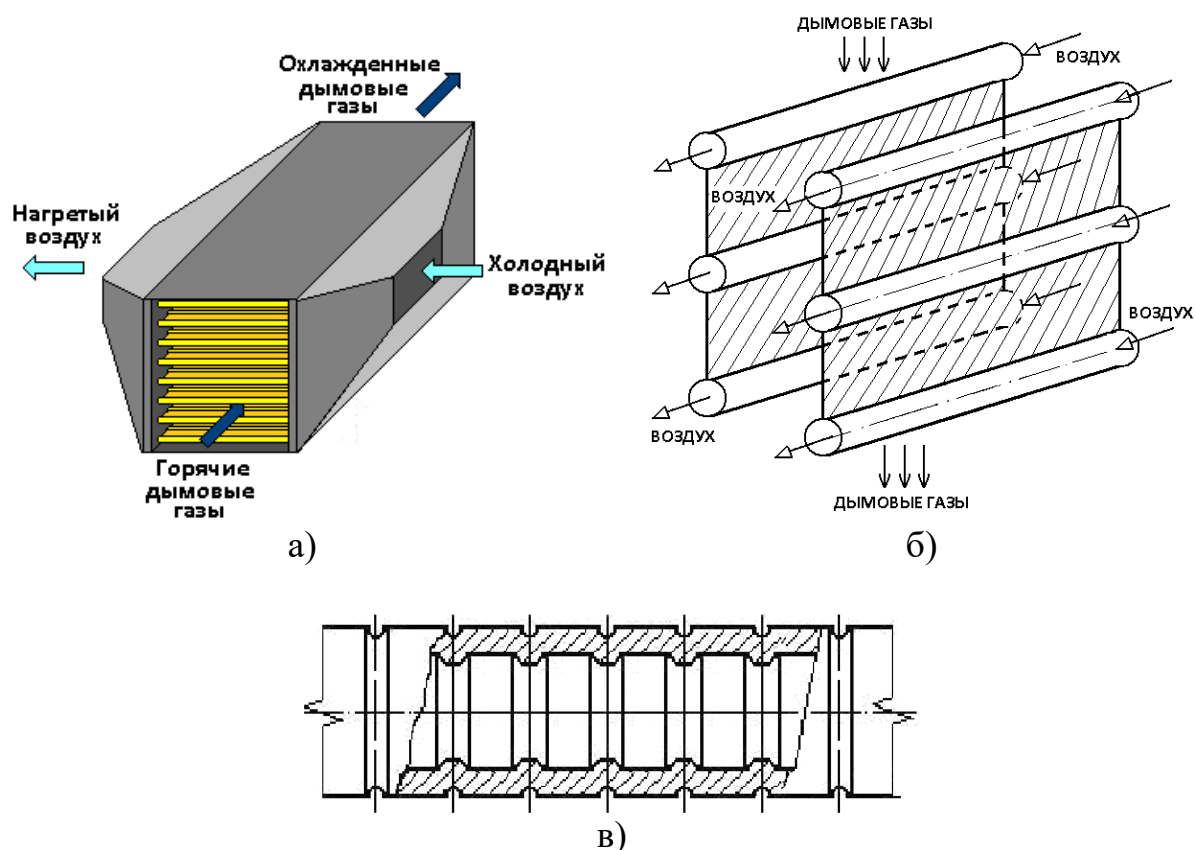 Охлажденные
дымовые
газы
Нагретый
воздух
Холодный
воздух
Горячие
дымовые
газы
а)
ДЫМОВЫЕ ГАЗЫ
ВОЗДУХ
ВОЗДУХ
ВОЗДУХ
ВОЗДУХ
ДЫМОВЫЕ ГАЗЫ
б)
в)